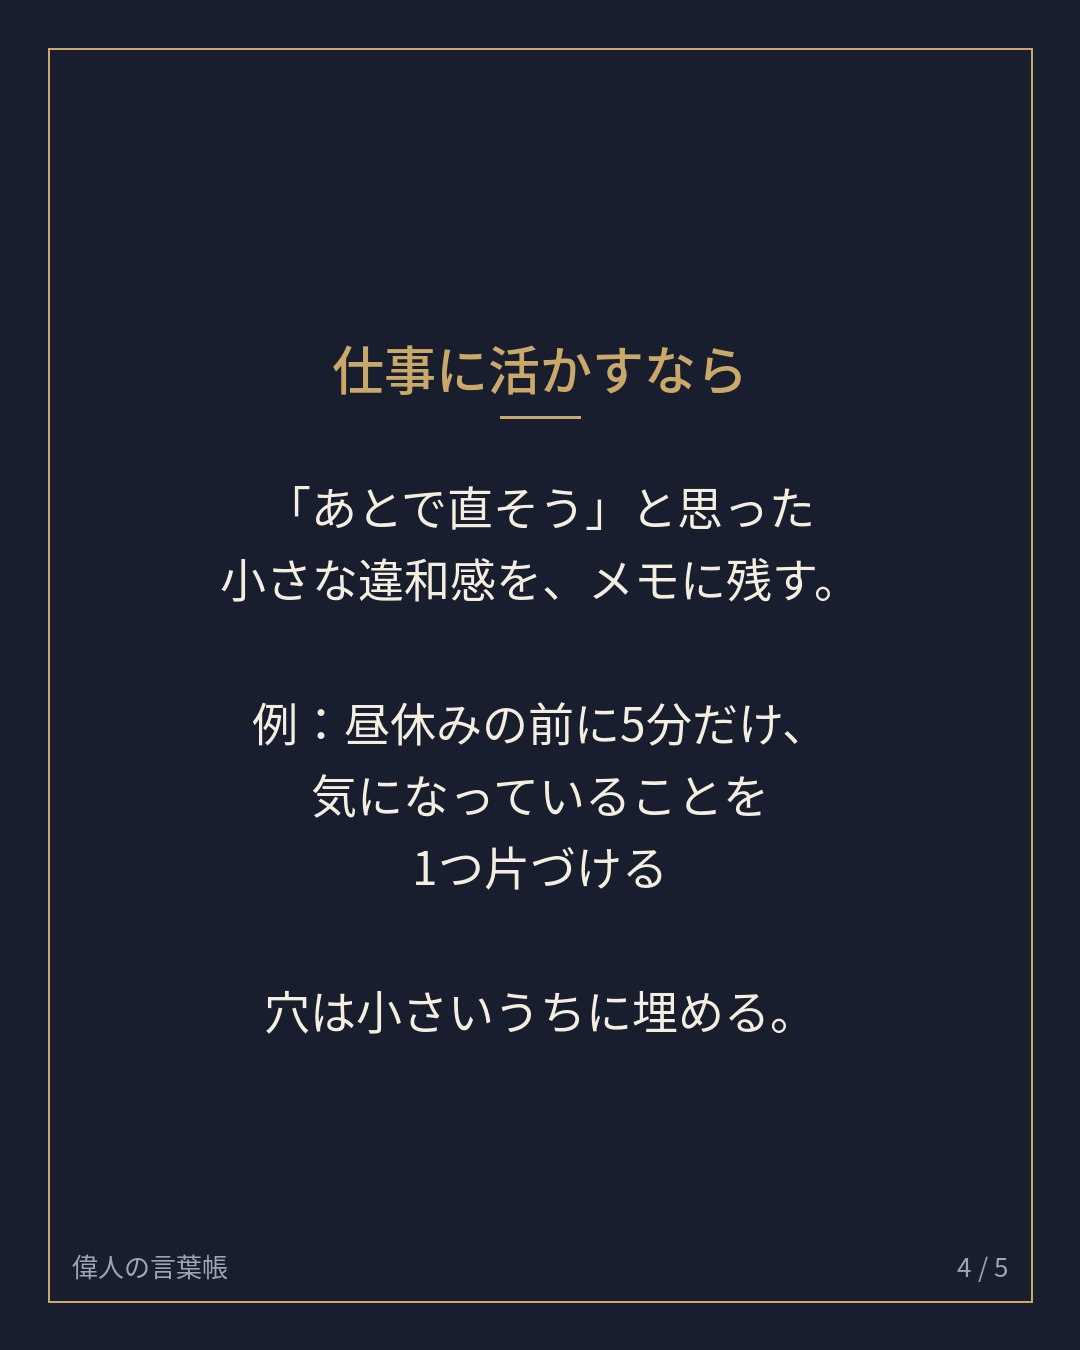 仕事に活かすなら
「あとで直そう」と思った
小さな違和感を、メモに残す。
例：昼休みの前に5分だけ、
気になっていることを
1つ片づける
穴は小さいうちに埋める。
偉人の言葉帳
4 / 5